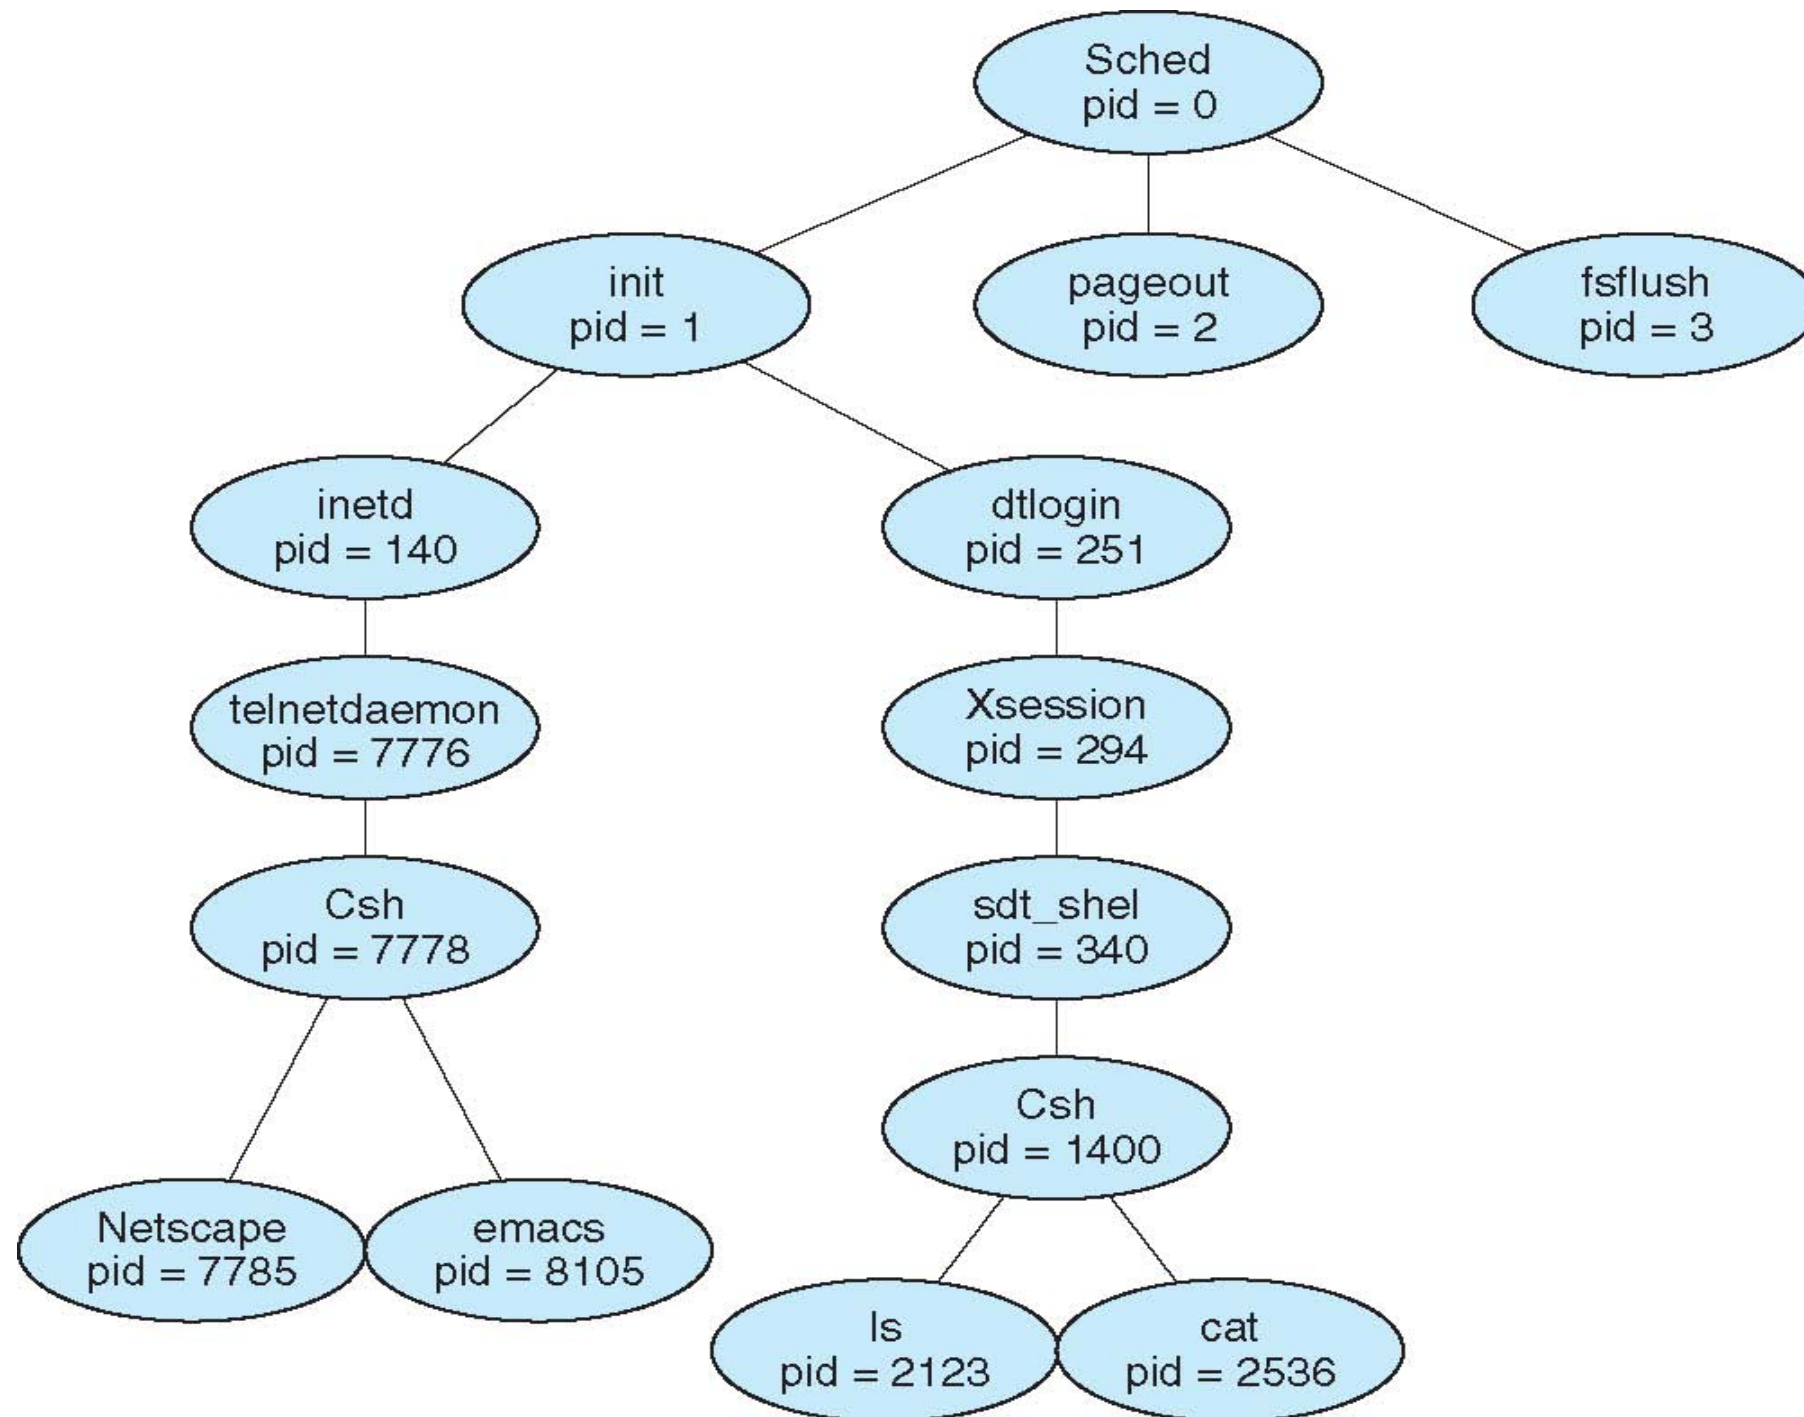 Sched
pid = 0
init
pid = 1
pageout
pid = 2
fsflush
pid = 3
inetd
pid = 140
dtlogin
pid = 251
telnetdaemon
pid = 7776
Xsession
pid = 294
Csh
pid = 7778
sdt_shel
pid = 340
Csh
pid = 1400
Netscape
pid = 7785
emacs
pid = 8105
ls
pid = 2123
cat
pid = 2536